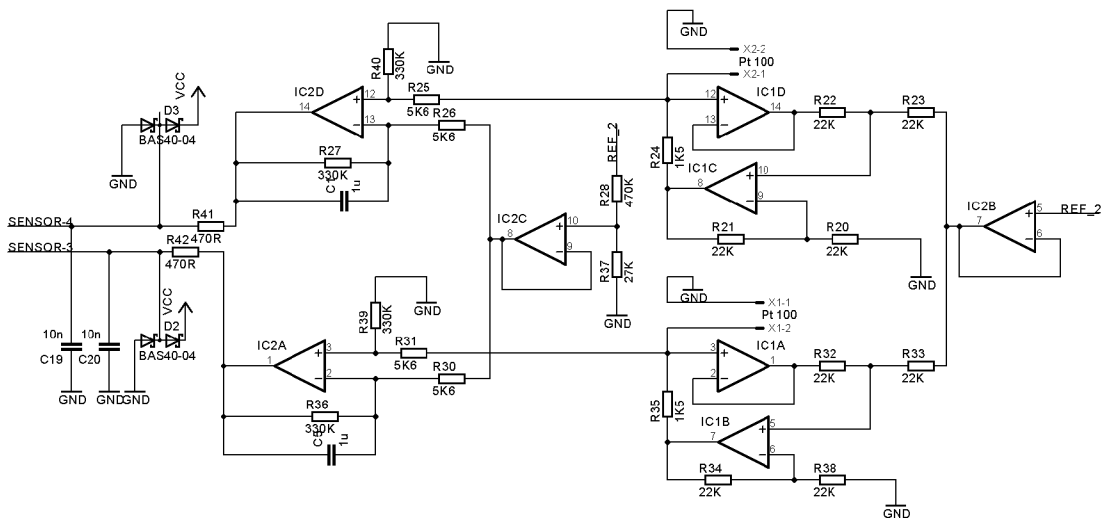 GND
X2-2
Pt 100
X2-1
R40
330K
GND
VCC
D3
BAS40-04
GND
IC2D
14
12
13
R25
5K6
R26
5K6
R27
330K
C1
1u
REF_2
R28
470K
R24
1K5
IC1D
12
13
14
R22
22K
R23
22K
IC1C
8
10
9
R21
22K
R20
22K
GND
IC2B
7
5
6
REF_2
SENSOR-4
R41
470R
SENSOR-3
R42
470R
IC2C
8
10
9
R37
27K
GND
VCC
D2
BAS40-04
10n
C19
10n
C20
GND
GND
GND
R39
330K
GND
GND
X1-1
Pt 100
X1-2
IC2A
1
3
2
R31
5K6
R30
5K6
R36
330K
C5
1u
R35
1K5
IC1A
3
2
1
R32
22K
R33
22K
IC1B
7
5
6
R34
22K
R38
22K
GND